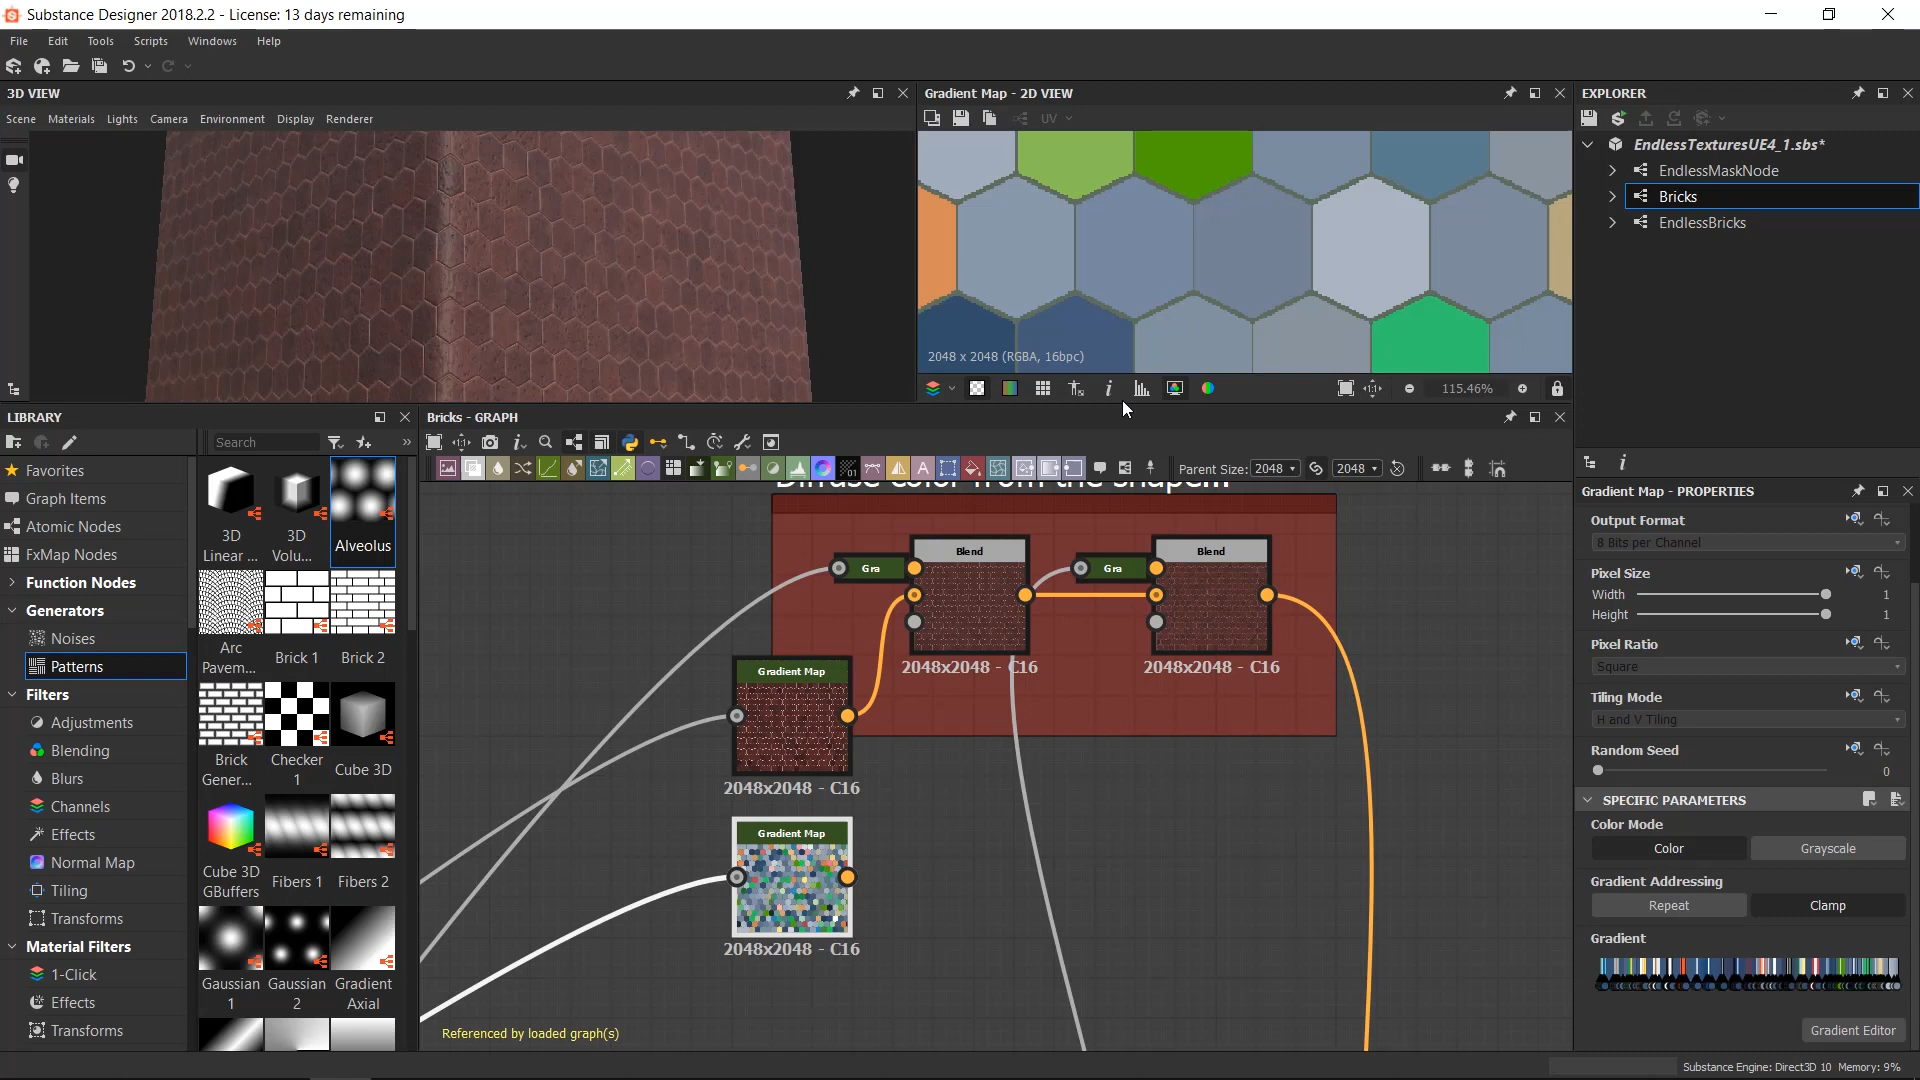 Substance Designer 2018.2.2 - License: 13 days remaining
File Edit Tools Scripts Windows Help
3D VIEW
Scene Materials Lights Camera Environment Display Renderer
Gradient Map - 2D VIEW
UV
2048 x 2048 (RGBA, 16bpc)
115.46%
EXPLORER
EndlessTexturesUE4_1.sbs*
EndlessMaskNode
Bricks
EndlessBricks
LIBRARY
Search
Favorites
Graph Items
Atomic Nodes
FxMap Nodes
Function Nodes
Generators
Noises
Patterns
Filters
Adjustments
Blending
Blurs
Channels
Effects
Normal Map
Tiling
Transforms
Material Filters
1-Click
Effects
Transforms
3D Linear ...
3D Volu...
Alveolus
Arc Pavem...
Brick 1
Brick 2
Brick Gener...
Checker 1
Cube 3D
Cube 3D GBuffers
Fibers 1
Fibers 2
Gaussian 1
Gaussian 2
Gradient Axial
Bricks - GRAPH
Parent Size: 2048 2048
Diffuse color from the shape...
Gra
Blend
2048x2048 - C16
Gra
Blend
2048x2048 - C16
Gradient Map
2048x2048 - C16
Gradient Map
2048x2048 - C16
Referenced by loaded graph(s)
Gradient Map - PROPERTIES
Output Format
8 Bits per Channel
Pixel Size
Width 1
Height 1
Pixel Ratio
Square
Tiling Mode
H and V Tiling
Random Seed
0
SPECIFIC PARAMETERS
Color Mode
Color Grayscale
Gradient Addressing
Repeat Clamp
Gradient
Gradient Editor
Substance Engine: Direct3D 10 Memory: 9%